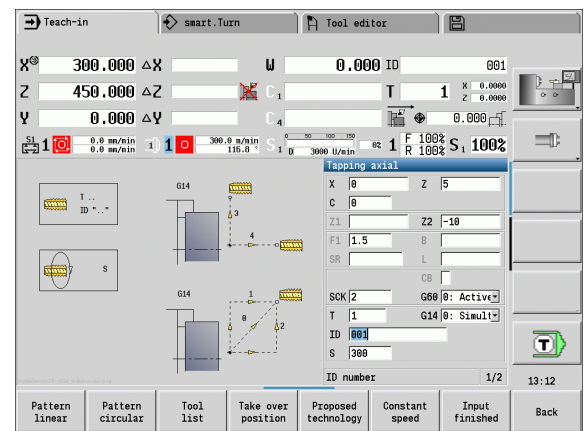 Teach-in smart.Turn Tool editor
X 300.000 ΔX W 0.000 ID 001
Z 450.000 ΔZ C 1 T 1 X 0.0000 Z 0.0000
Y 0.000 ΔY C 4 0.000
S1 1 0.0 mm/min 0.0 mm/min 1) 1 300.0 m/min 116.8 ° S 1 0 50 100 150 0% D 3000 U/min 1 F 100% R 100% S 1 100%
Tapping axial
X 0 Z 5
C 0
Z1 Z2 -10
F1 1.5 B
SR L
CB
SCK 2 G60 0: Active
T 1 G14 0: Simult
ID 001
S 300
ID number 1/2
T ..
ID ".."
S
G14
3
4
G14
1
0
2
T
13:12
Pattern linear
Pattern circular
Tool list
Take over position
Proposed technology
Constant speed
Input finished
Back